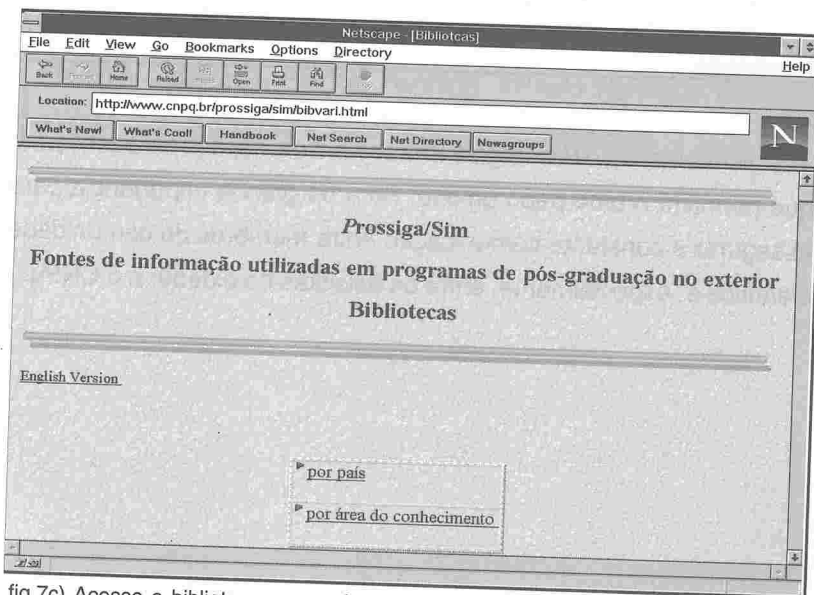 Netscape - [Bibliotcas]
File Edit View Go Bookmarks Options Directory Help
Back Home Reload Open Print Find
Location: http://www.cnpq.br/prossiga/sim/bibvari.html
What's New! What's Cool! Handbook Net Search Net Directory Newsgroups
N
Prossiga/Sim
Fontes de informação utilizadas em programas de pós-graduação no exterior
Bibliotecas
English Version
por país
por área do conhecimento
fig.7c) Acesso a